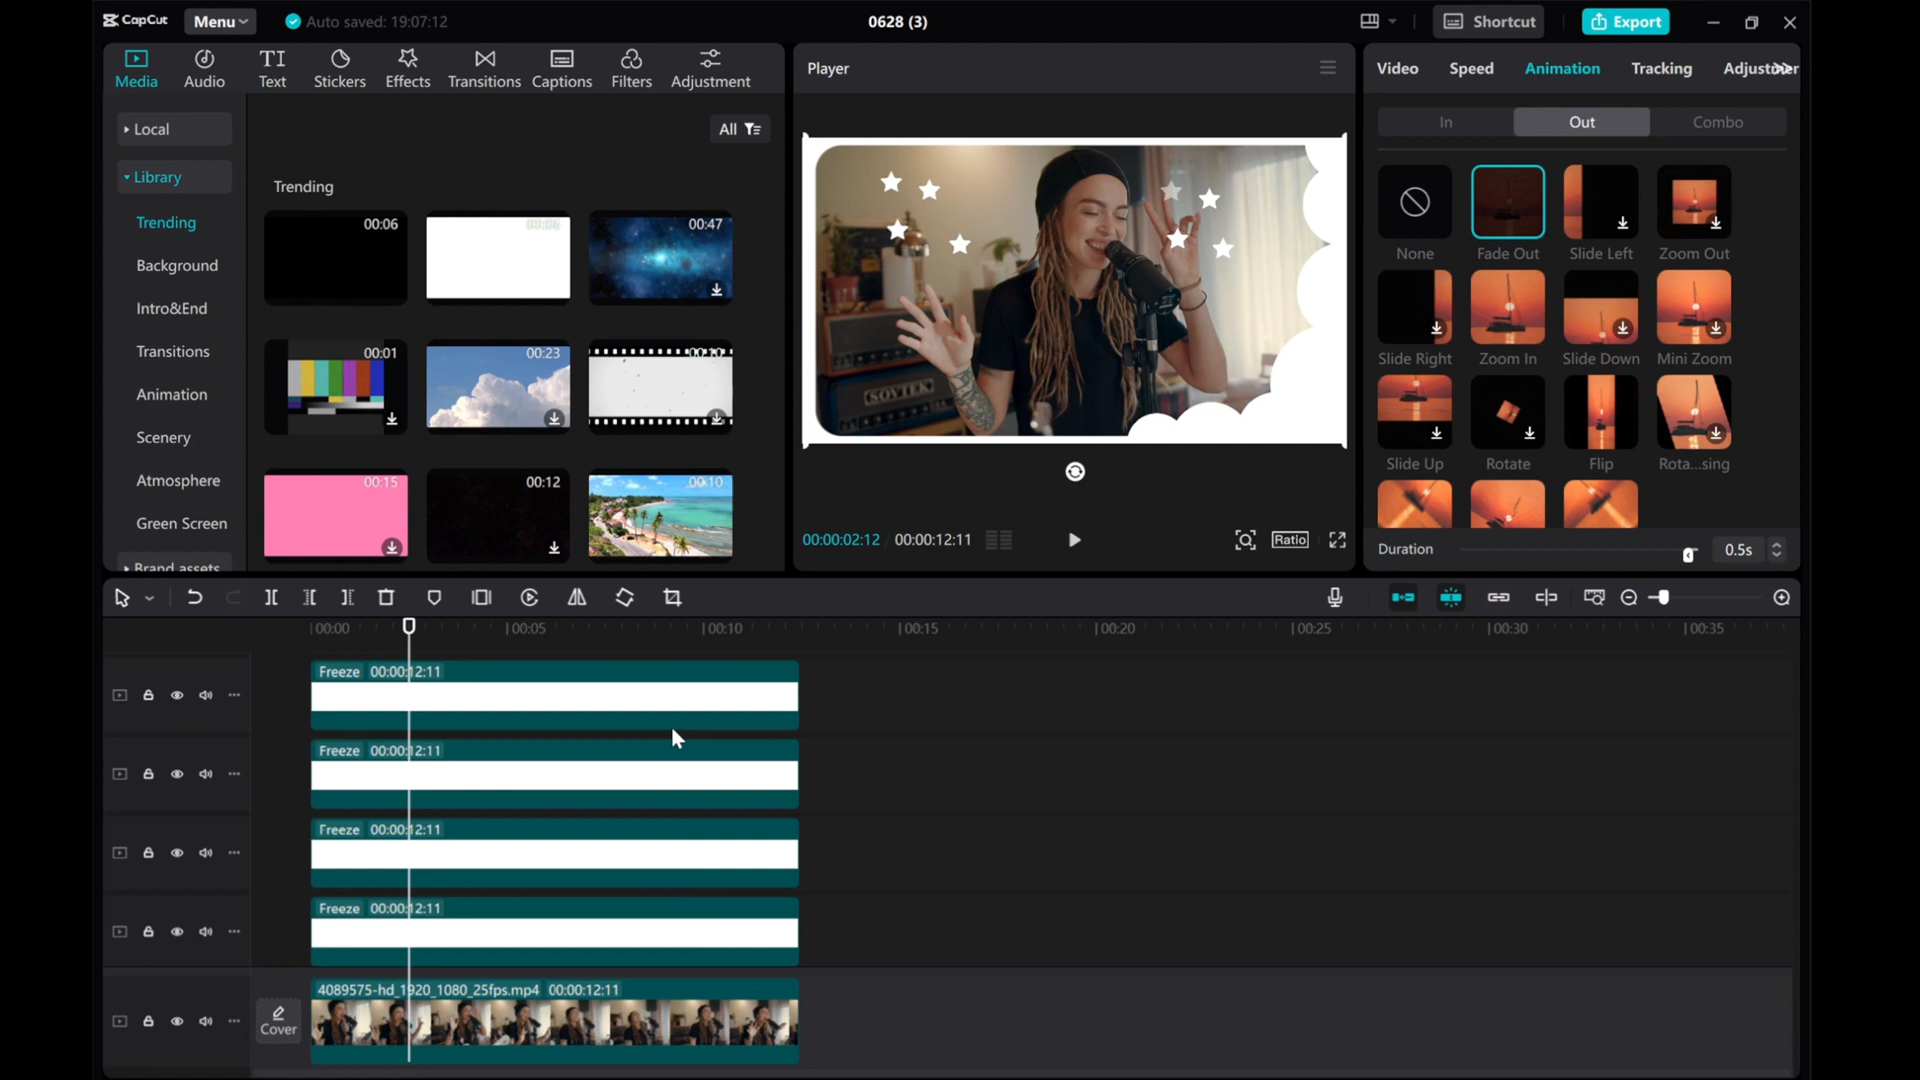 CapCut Menu Auto saved: 19:07:12 0628 (3) Shortcut Export
Media Audio Text Stickers Effects Transitions Captions Filters Adjustment
Local
Library
Trending
Background
Intro&End
Transitions
Animation
Scenery
Atmosphere
Green Screen
Brand assets
All
Trending
00:06 00:06 00:47
00:01 00:23 00:10
00:15 00:12 00:10
Player
SOVTEK
00:00:02:12 00:00:12:11 Ratio
Video Speed Animation Tracking
In Out Combo
None Fade Out Slide Left Zoom Out
Slide Right Zoom In Slide Down Mini Zoom
Slide Up Rotate Flip Rota...sing
Duration 0.5s
00:00 00:05 00:10 00:15 00:20 00:25 00:30 00:35
Freeze 00:00:12:11
Freeze 00:00:12:11
Freeze 00:00:12:11
Freeze 00:00:12:11
Cover
4089575-hd_1920_1080_25fps.mp4 00:00:12:11